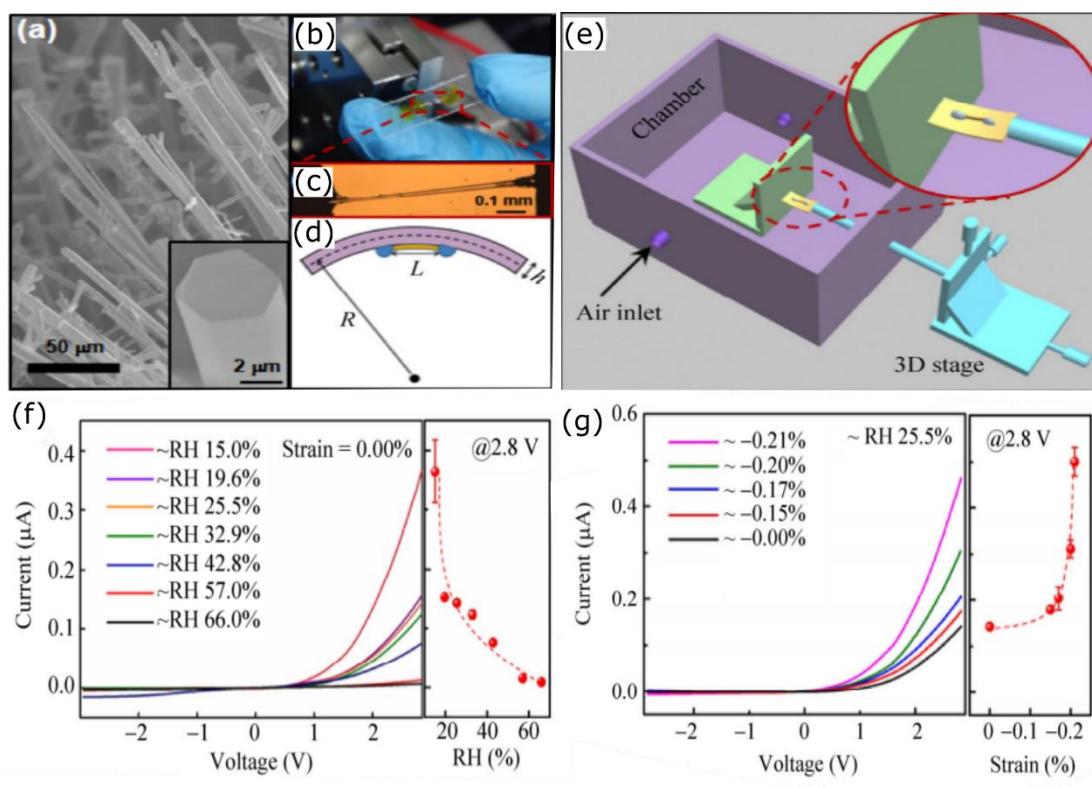 (a)
50 μm
2 μm
(b)
(c)
0.1 mm
(d)
L
h
R
(e)
Chamber
Air inlet
3D stage
(f)
~RH 15.0%
~RH 19.6%
~RH 25.5%
~RH 32.9%
~RH 42.8%
~RH 57.0%
~RH 66.0%
Strain = 0.00%
@2.8 V
Current (μA)
0.4
0.3
0.2
0.1
0.0
−2 −1 0 1 2
Voltage (V)
20 40 60
RH (%)
(g)
~ −0.21%
~ −0.20%
~ −0.17%
~ −0.15%
~ −0.00%
~ RH 25.5%
@2.8 V
Current (μA)
0.6
0.4
0.2
0.0
−2 −1 0 1 2
Voltage (V)
0 −0.1 −0.2
Strain (%)